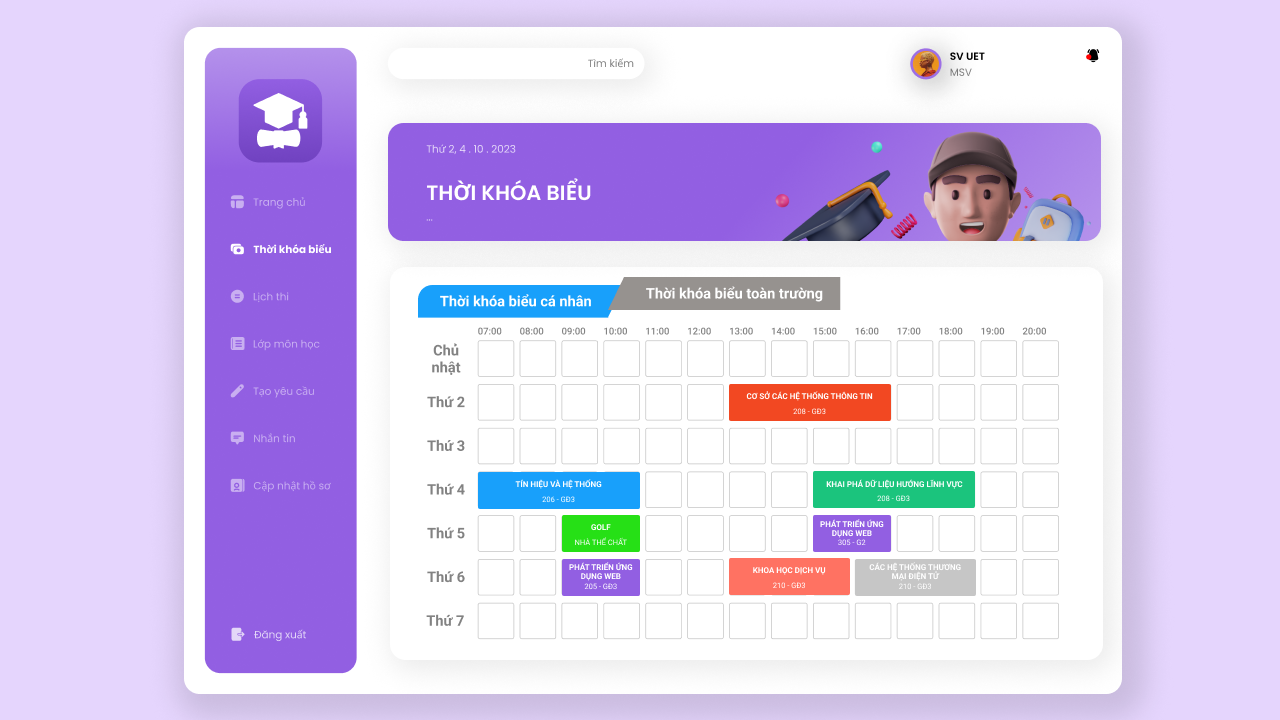 Tìm kiếm
SV UET
MSV
Trang chủ
Thời khóa biểu
Lịch thi
Lớp môn học
Tạo yêu cầu
Nhắn tin
Cập nhật hồ sơ
Đăng xuất
Thứ 2, 4 . 10 . 2023
THỜI KHÓA BIỂU
...
Thời khóa biểu cá nhân
Thời khóa biểu toàn trường
07:00 08:00 09:00 10:00 11:00 12:00 13:00 14:00 15:00 16:00 17:00 18:00 19:00 20:00
Chủ
nhật
Thứ 2
CƠ SỞ CÁC HỆ THỐNG THÔNG TIN
208 - GĐ3
Thứ 3
Thứ 4
TÍN HIỆU VÀ HỆ THỐNG
206 - GĐ3
KHAI PHÁ DỮ LIỆU HƯỚNG LĨNH VỰC
208 - GĐ3
Thứ 5
GOLF
NHÀ THỂ CHẤT
PHÁT TRIỂN ỨNG
DỤNG WEB
305 - G2
Thứ 6
PHÁT TRIỂN ỨNG
DỤNG WEB
205 - GĐ3
KHOA HỌC DỊCH VỤ
210 - GĐ3
CÁC HỆ THỐNG THƯƠNG
MẠI ĐIỆN TỬ
210 - GĐ3
Thứ 7